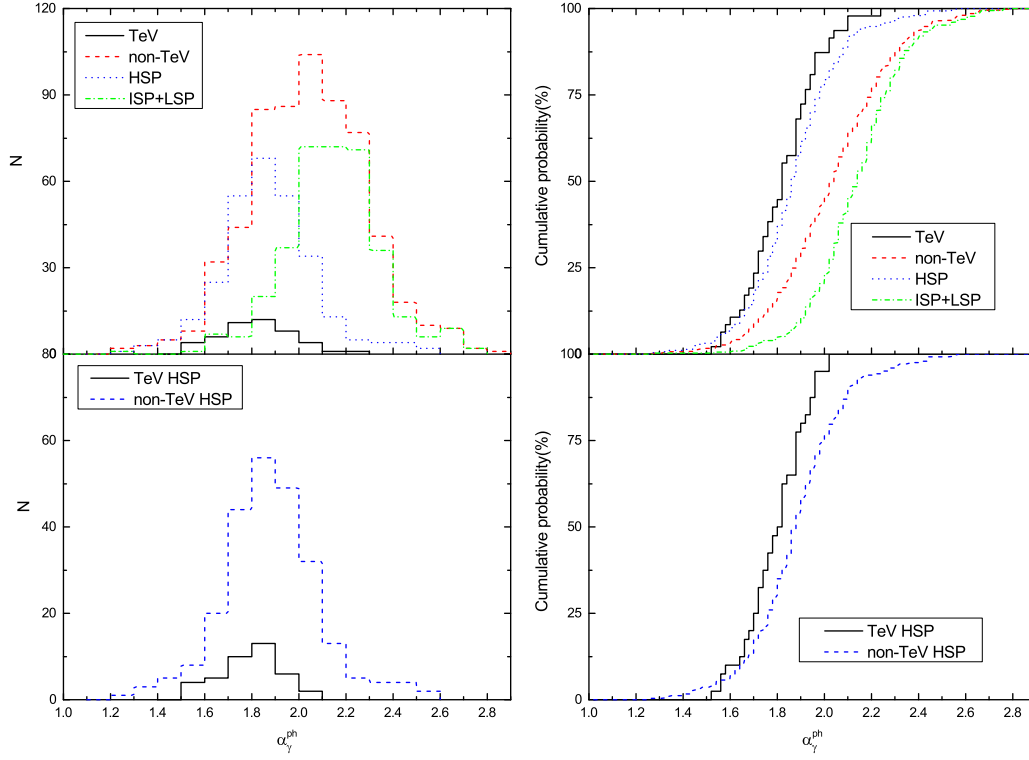 TeV
non-TeV
HSP
ISP+LSP
N
120
90
60
30
0
Cumulative probability(%)
100
75
50
25
0
TeV
non-TeV
HSP
ISP+LSP
TeV HSP
non-TeV HSP
N
80
60
40
20
0
1.0 1.2 1.4 1.6 1.8 2.0 2.2 2.4 2.6 2.8
α_γ^ph
Cumulative probability(%)
100
75
50
25
0
TeV HSP
non-TeV HSP
1.0 1.2 1.4 1.6 1.8 2.0 2.2 2.4 2.6 2.8
α_γ^ph